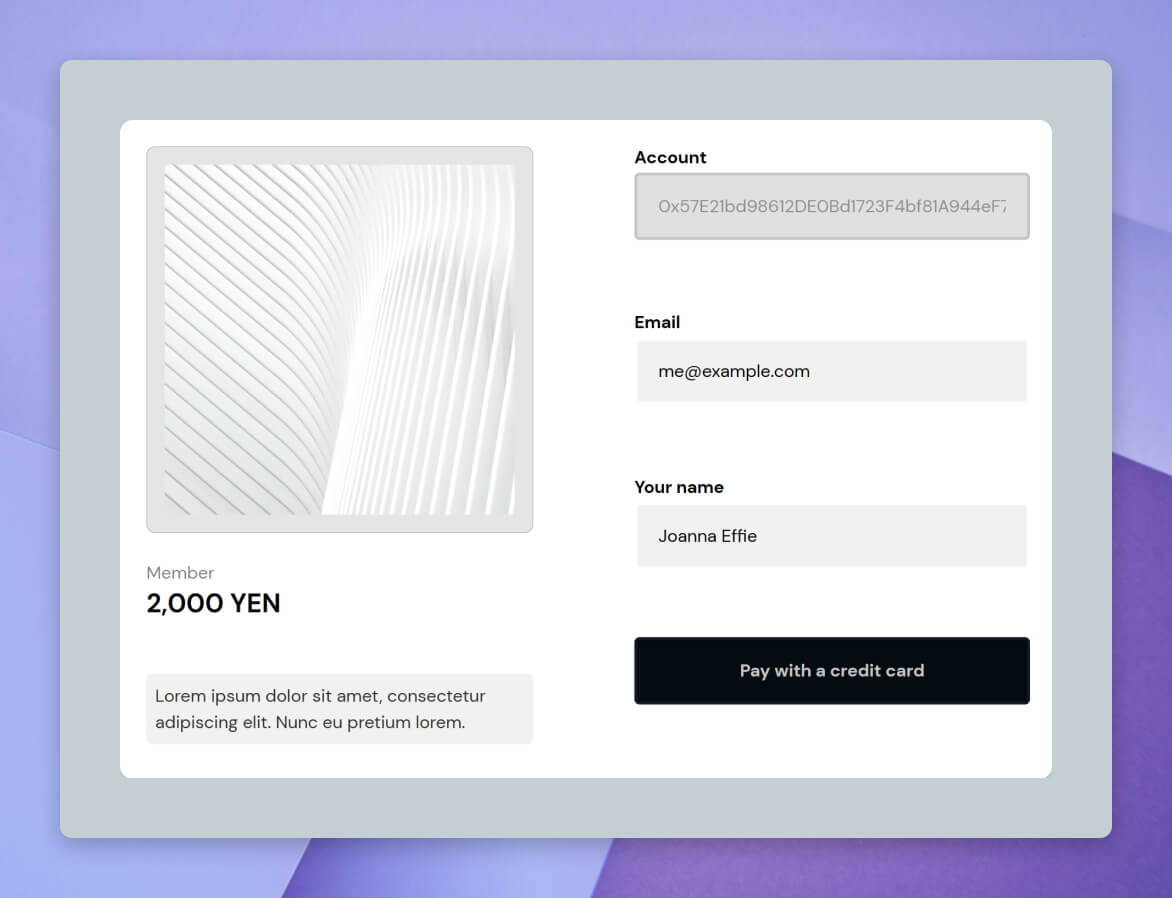 Account
0x57E21bd98612DE0Bd1723F4bf81A944eF7
Email
me@example.com
Your name
Joanna Effie
Member
2,000 YEN
Lorem ipsum dolor sit amet, consectetur
adipiscing elit. Nunc eu pretium lorem.
Pay with a credit card